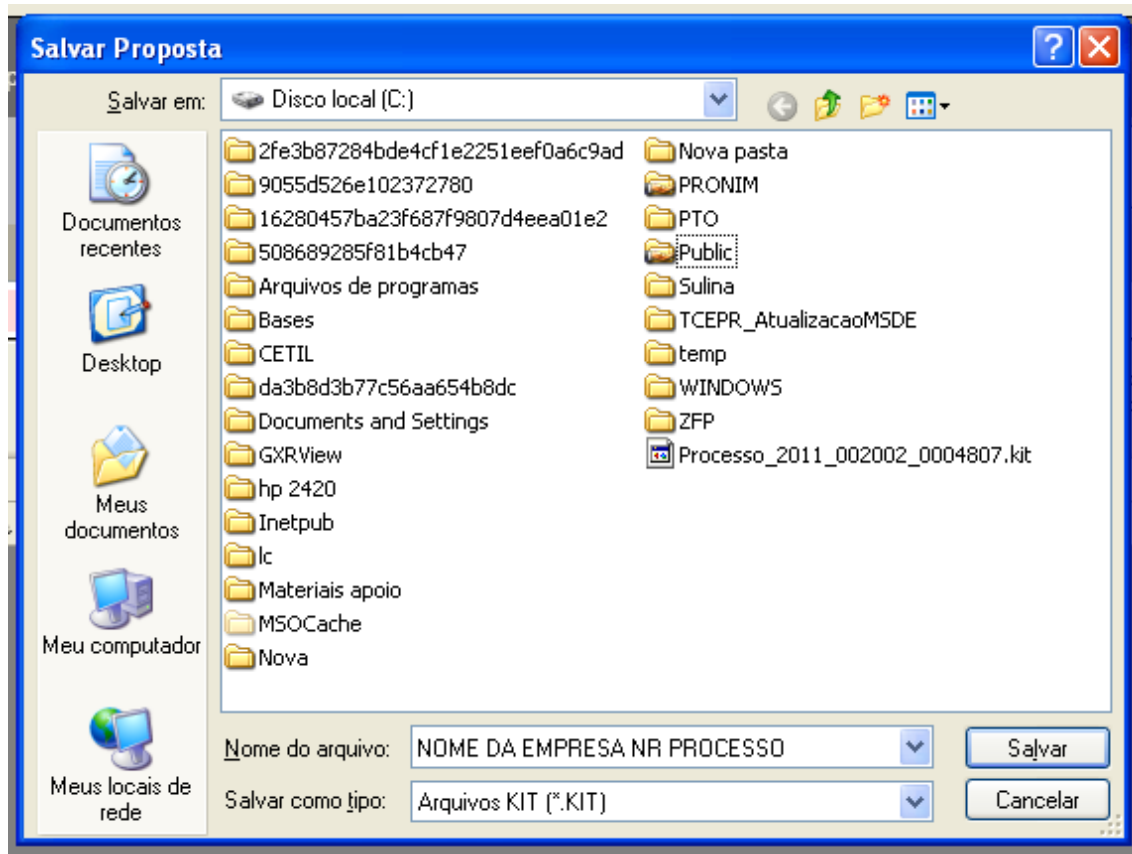 Salvar Proposta
Salvar em:
Disco local (C:)
Documentos
recentes
Desktop
Meus
documentos
Meu computador
Meus locais de
rede
2fe3b87284bde4cf1e2251eef0a6c9ad
9055d526e102372780
16280457ba23f687f9807d4eea01e2
508689285f81b4cb47
Arquivos de programas
Bases
CETIL
da3b8d3b77c56aa654b8dc
Documents and Settings
GXRView
hp 2420
Inetpub
lc
Materiais apoio
MSOCache
Nova
Nova pasta
PRONIM
PTO
Public
Sulina
TCEPR_AtualizacaoMSDE
temp
WINDOWS
ZFP
Processo_2011_002002_0004807.kit
Nome do arquivo:
NOME DA EMPRESA NR PROCESSO
Salvar
Salvar como tipo:
Arquivos KIT (*.KIT)
Cancelar